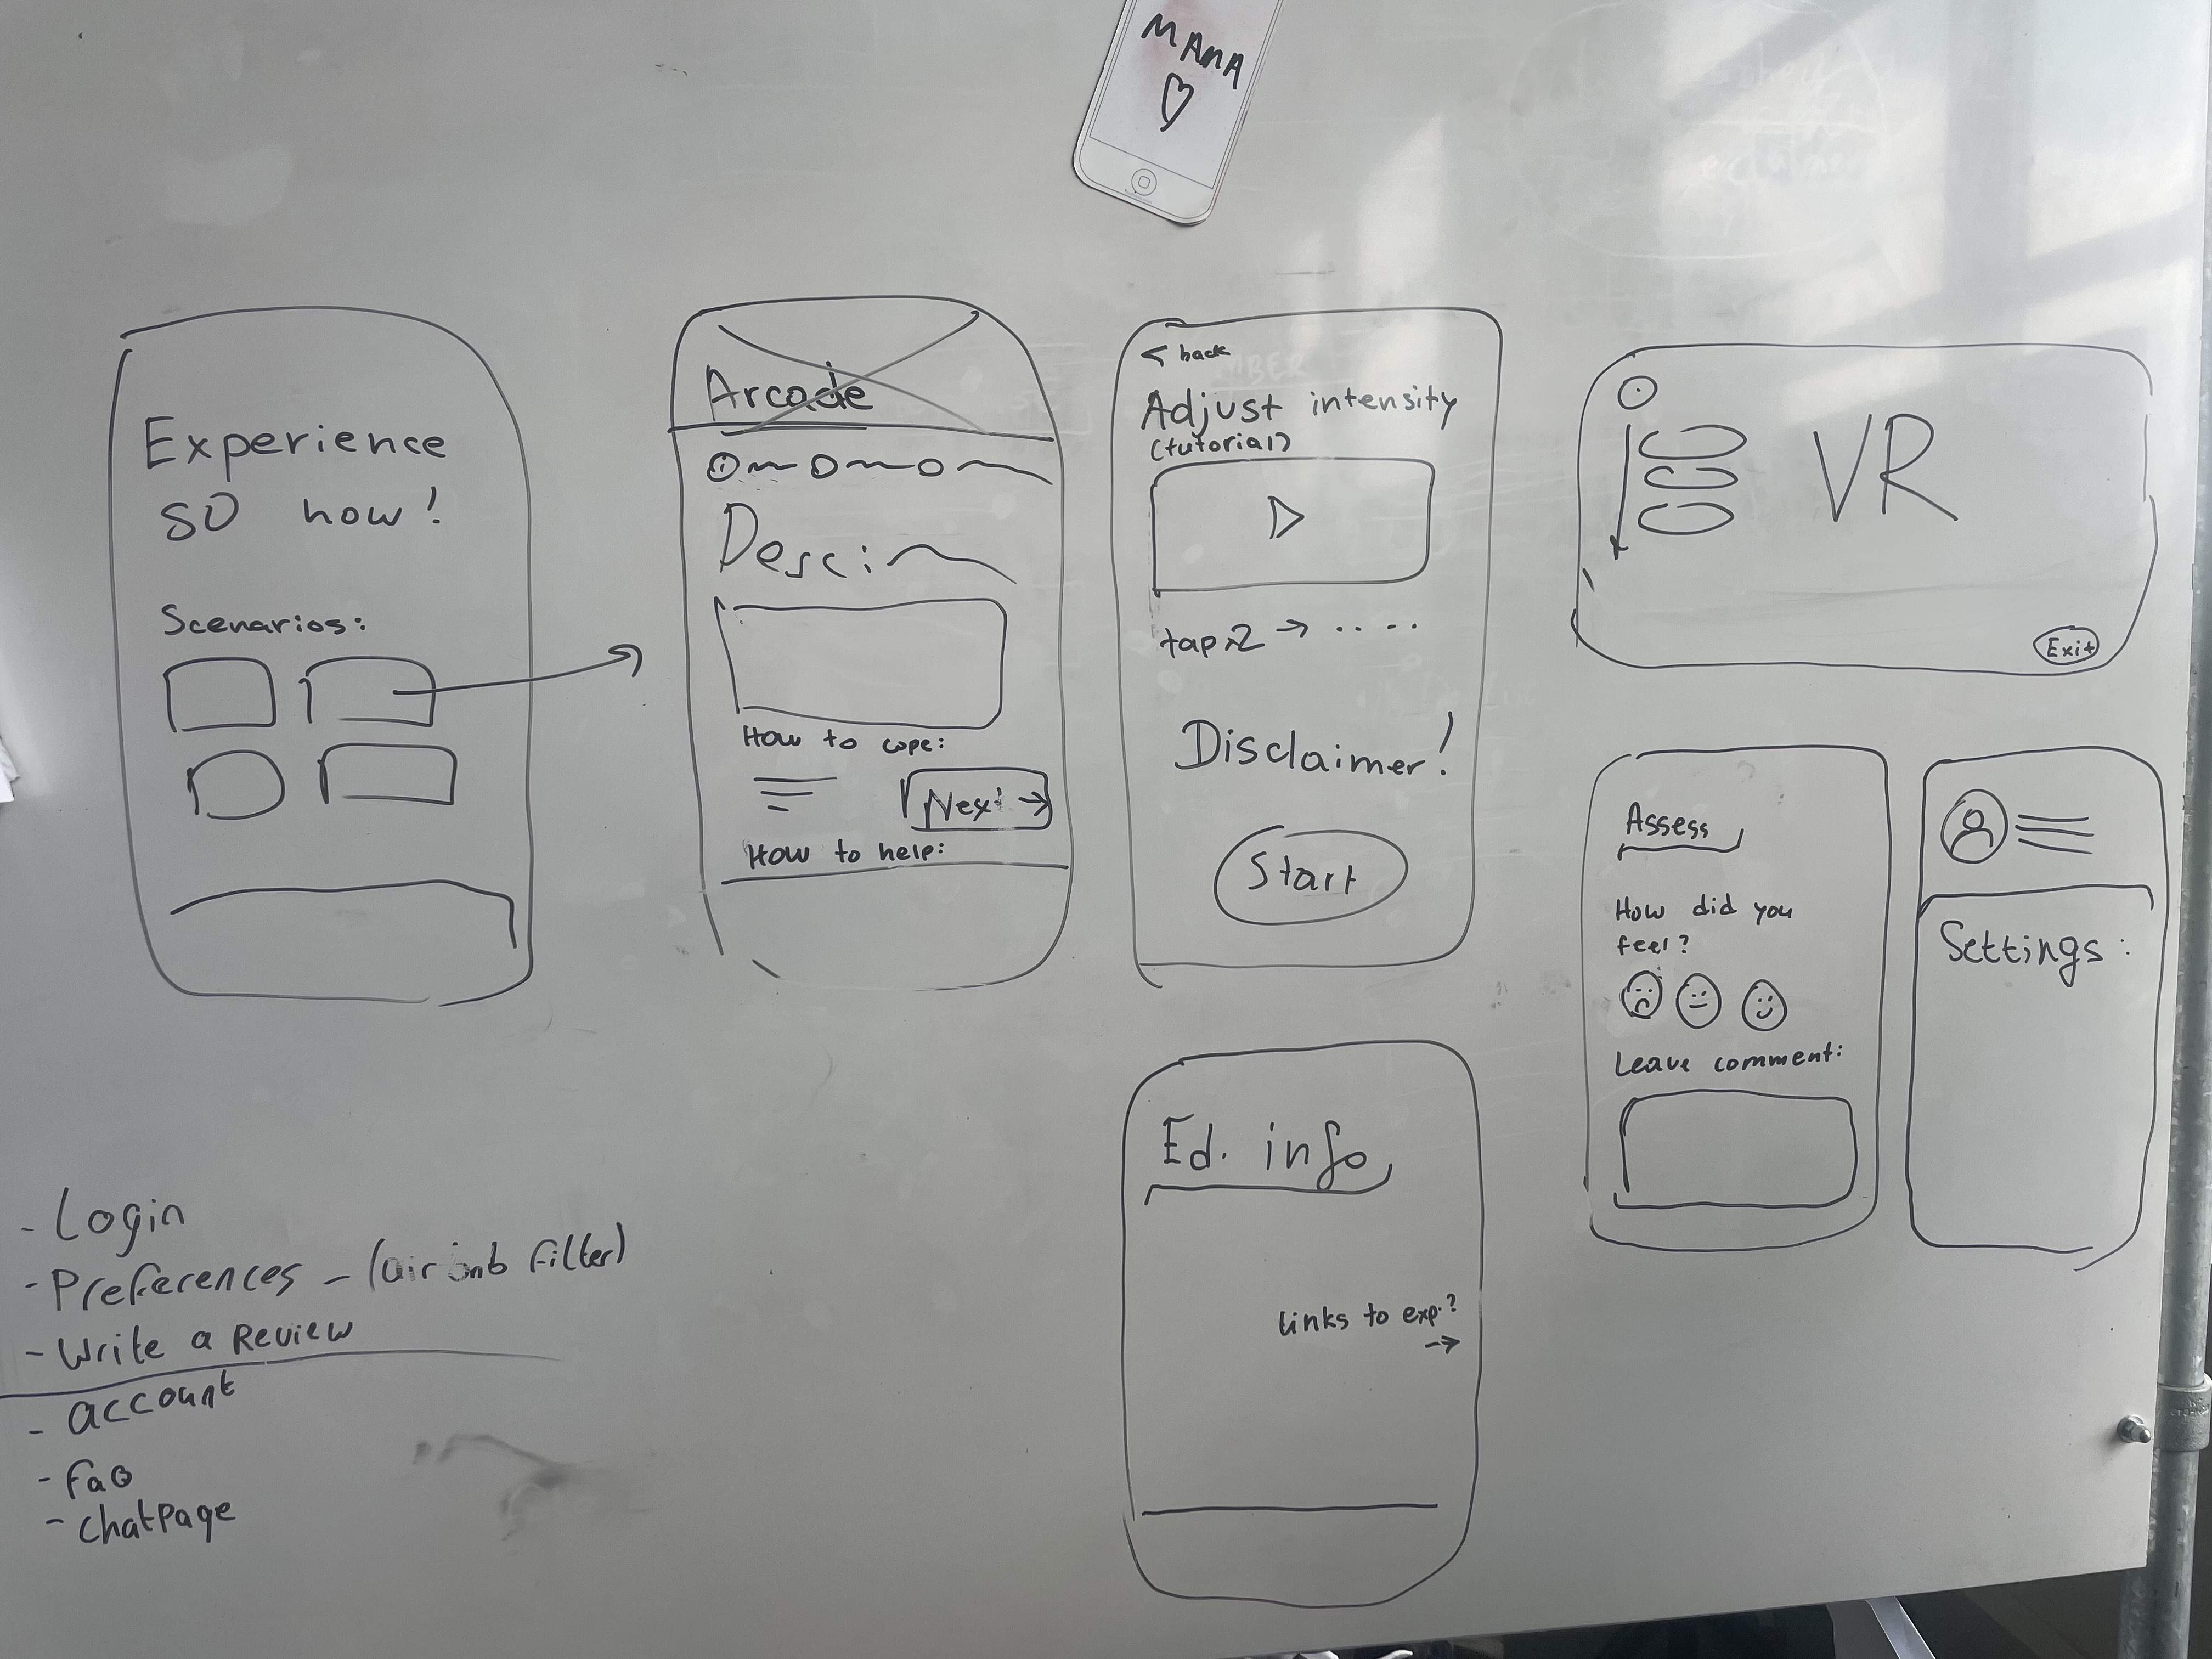 MAMA
Experience
SO now!
Scenarios:
Arcade
Desc:
How to cope:
Next →
How to help:
< back
Adjust intensity
(tutorial)
tap x2 → .. - .
Disclaimer!
Start
VR
Exit
Assess
How did you
feel?
Leave comment:
Settings:
Ed. info
Links to exp.?
→
- Login
- Preferences - (airbnb filter)
- Write a Review
- account
- FaQ
- chatPage